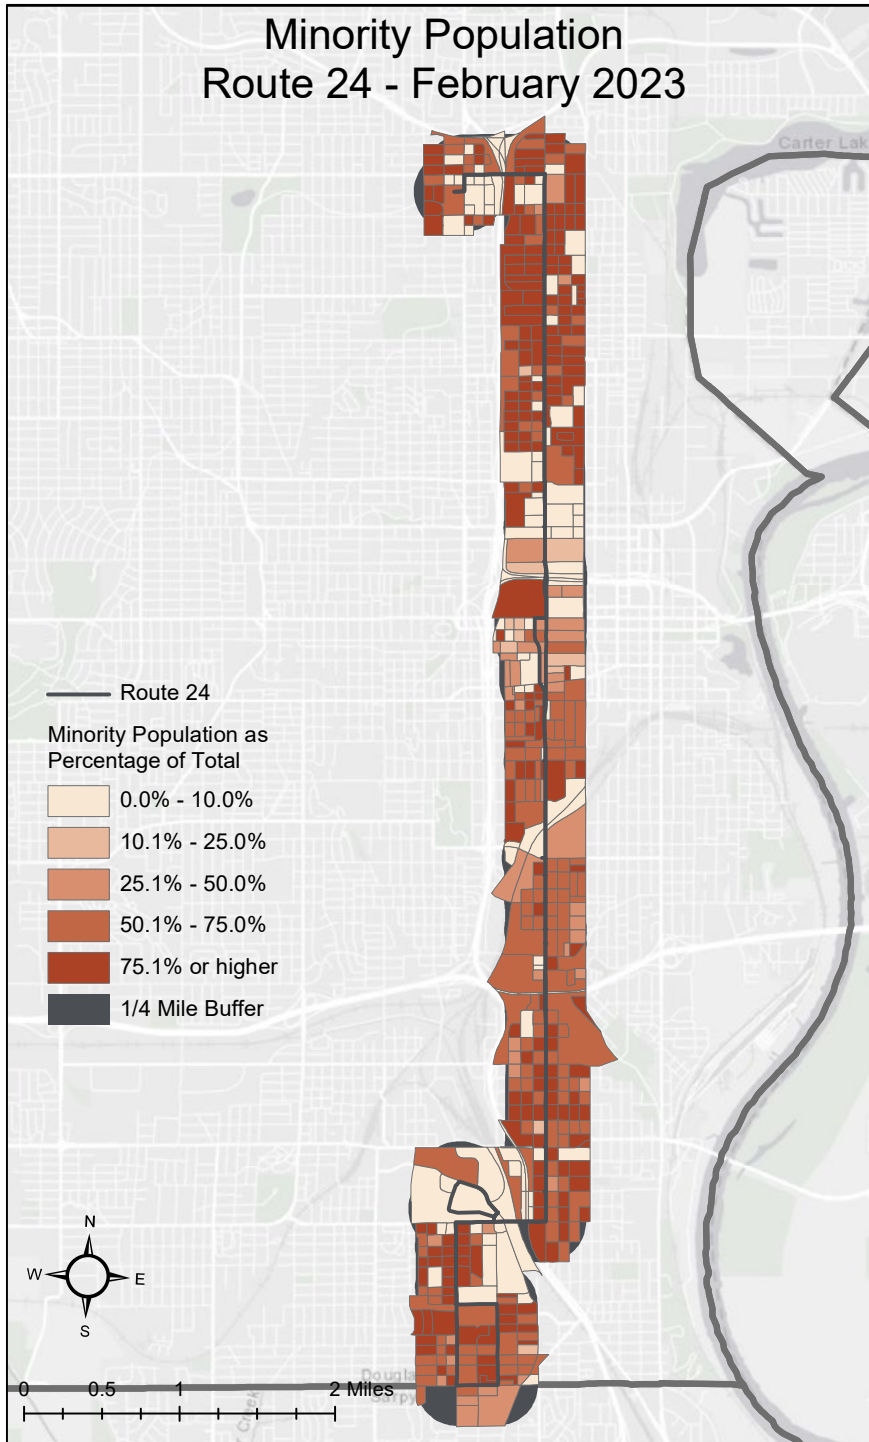 Minority Population
Route 24 - February 2023
Carter Lak
Route 24
Minority Population as
Percentage of Total
0.0% - 10.0%
10.1% - 25.0%
25.1% - 50.0%
50.1% - 75.0%
75.1% or higher
1/4 Mile Buffer
N
W
E
S
0 0.5 1 2 Miles
Dougla
Sarpy
Creek